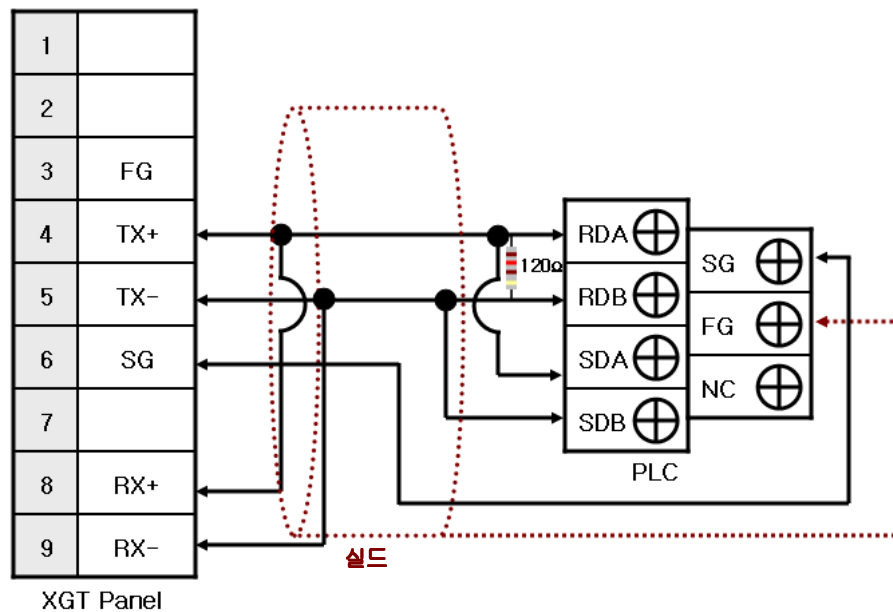 1
2
3 FG
4 TX+
5 TX-
6 SG
7
8 RX+
9 RX-
XGT Panel
실드
120Ω
RDA
RDB
SDA
SDB
SG
FG
NC
PLC